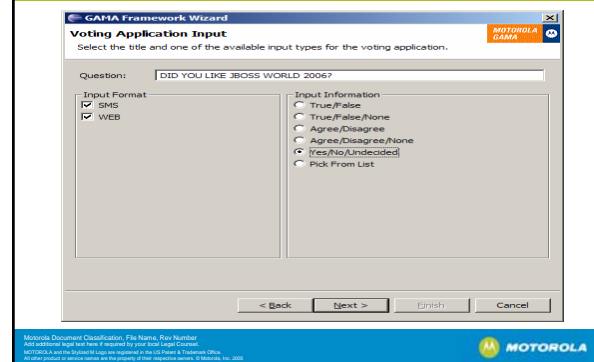 GAMA Framework Wizard
Voting Application Input
Select the title and one of the available input types for the voting application.
MOTOROLA
GAMA
Question: DID YOU LIKE JBOSS WORLD 2006?
Input Format
SMS
WEB
Input Information
True/False
True/False/None
Agree/Disagree
Agree/Disagree/None
Yes/No/Undecided
Pick From List
< Back
Next >
Finish
Cancel
Motorola Document Classification, File Name, Rev Number
Add additional legal text here if required by your local Legal Counsel.
MOTOROLA and the Stylized M Logo are registered in the US Patent & Trademark Office.
All other product or service names are the property of their respective owners. © Motorola, Inc. 2005
MOTOROLA